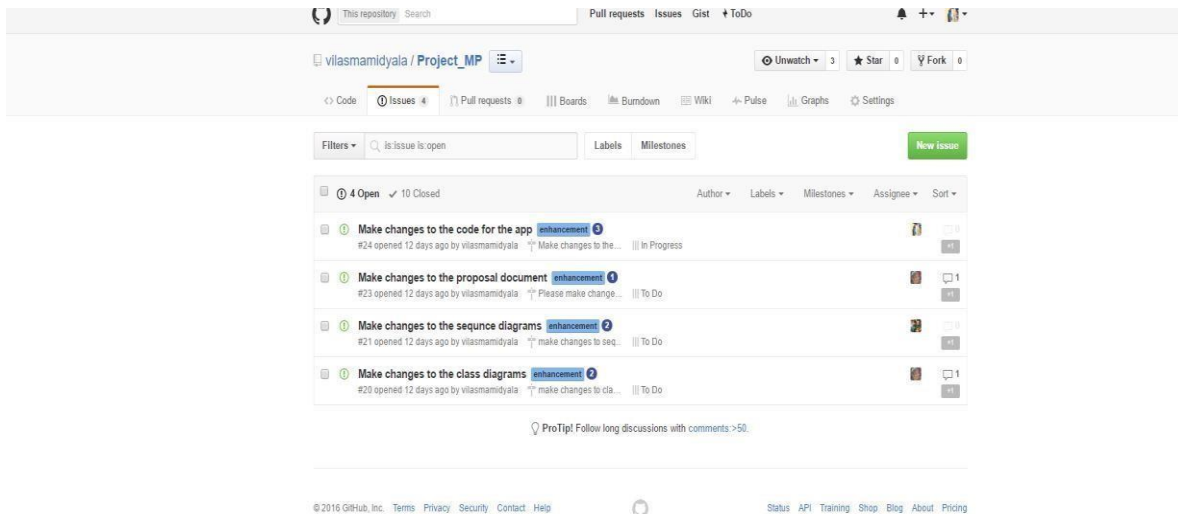 This repository Search Pull requests Issues Gist + ToDo
vilasmamidyala / Project_MP Unwatch 3 Star 0 Fork 0
Code Issues 4 Pull requests 0 Boards Burndown Wiki Pulse Graphs Settings
Filters is:issue is:open Labels Milestones New issue
4 Open 10 Closed Author Labels Milestones Assignee Sort
Make changes to the code for the app enhancement 3 0
#24 opened 12 days ago by vilasmamidyala Make changes to the... In Progress +1
Make changes to the proposal document enhancement 1 1
#23 opened 12 days ago by vilasmamidyala Please make change... To Do +1
Make changes to the sequnce diagrams enhancement 2 0
#21 opened 12 days ago by vilasmamidyala make changes to seq... To Do +1
Make changes to the class diagrams enhancement 2 1
#20 opened 12 days ago by vilasmamidyala make changes to cla... To Do +1
ProTip! Follow long discussions with comments:>50.
© 2016 GitHub, Inc. Terms Privacy Security Contact Help Status API Training Shop Blog About Pricing